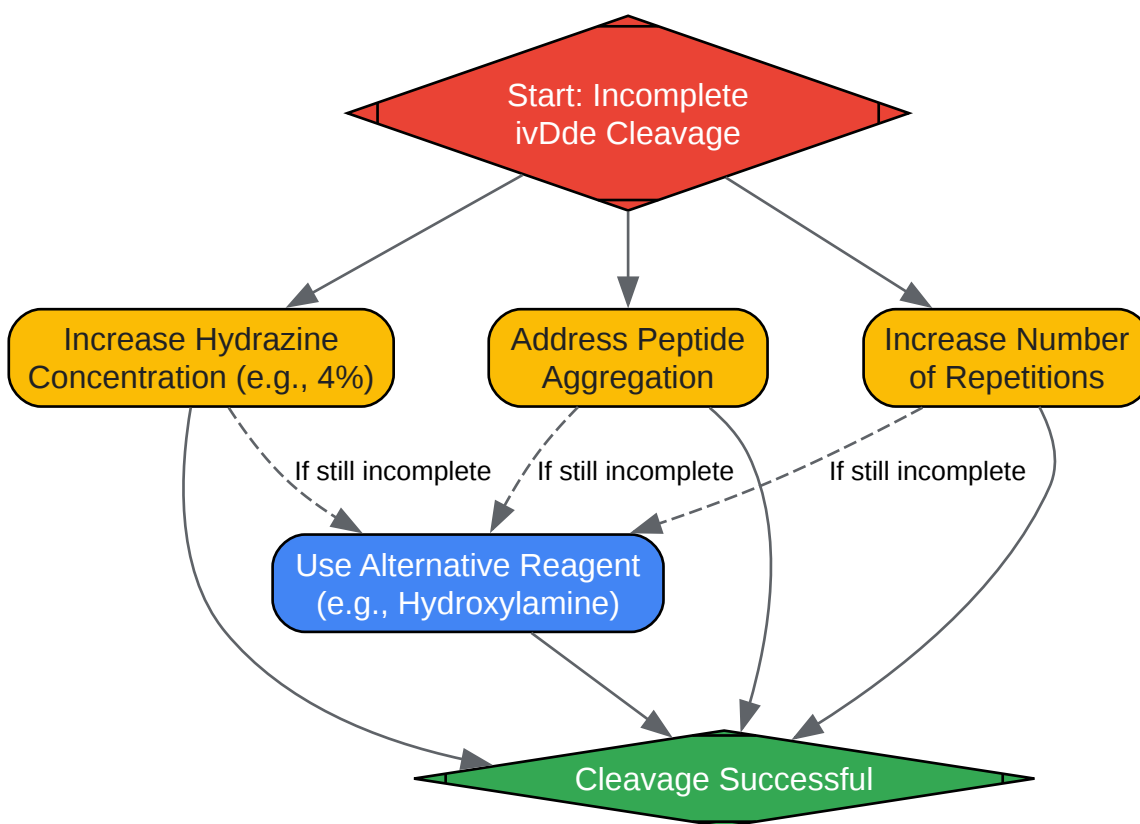 Start: Incomplete
ivDde Cleavage
Increase Hydrazine
Concentration (e.g., 4%)
Address Peptide
Aggregation
Increase Number
of Repetitions
If still incomplete
If still incomplete
If still incomplete
Use Alternative Reagent
(e.g., Hydroxylamine)
Cleavage Successful